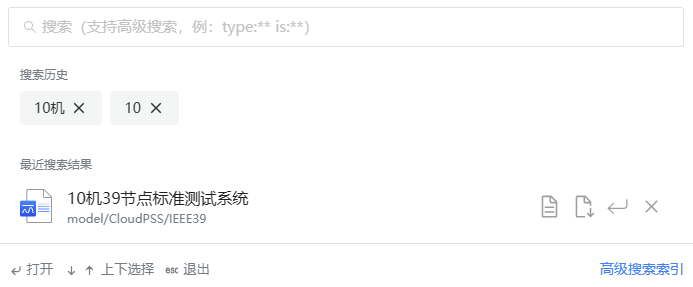 搜索（支持高级搜索，例：type:** is:**）
搜索历史
10机 10
最近搜索结果
10机39节点标准测试系统
model/CloudPSS/IEEE39
打开 上下选择 esc 退出 高级搜索索引